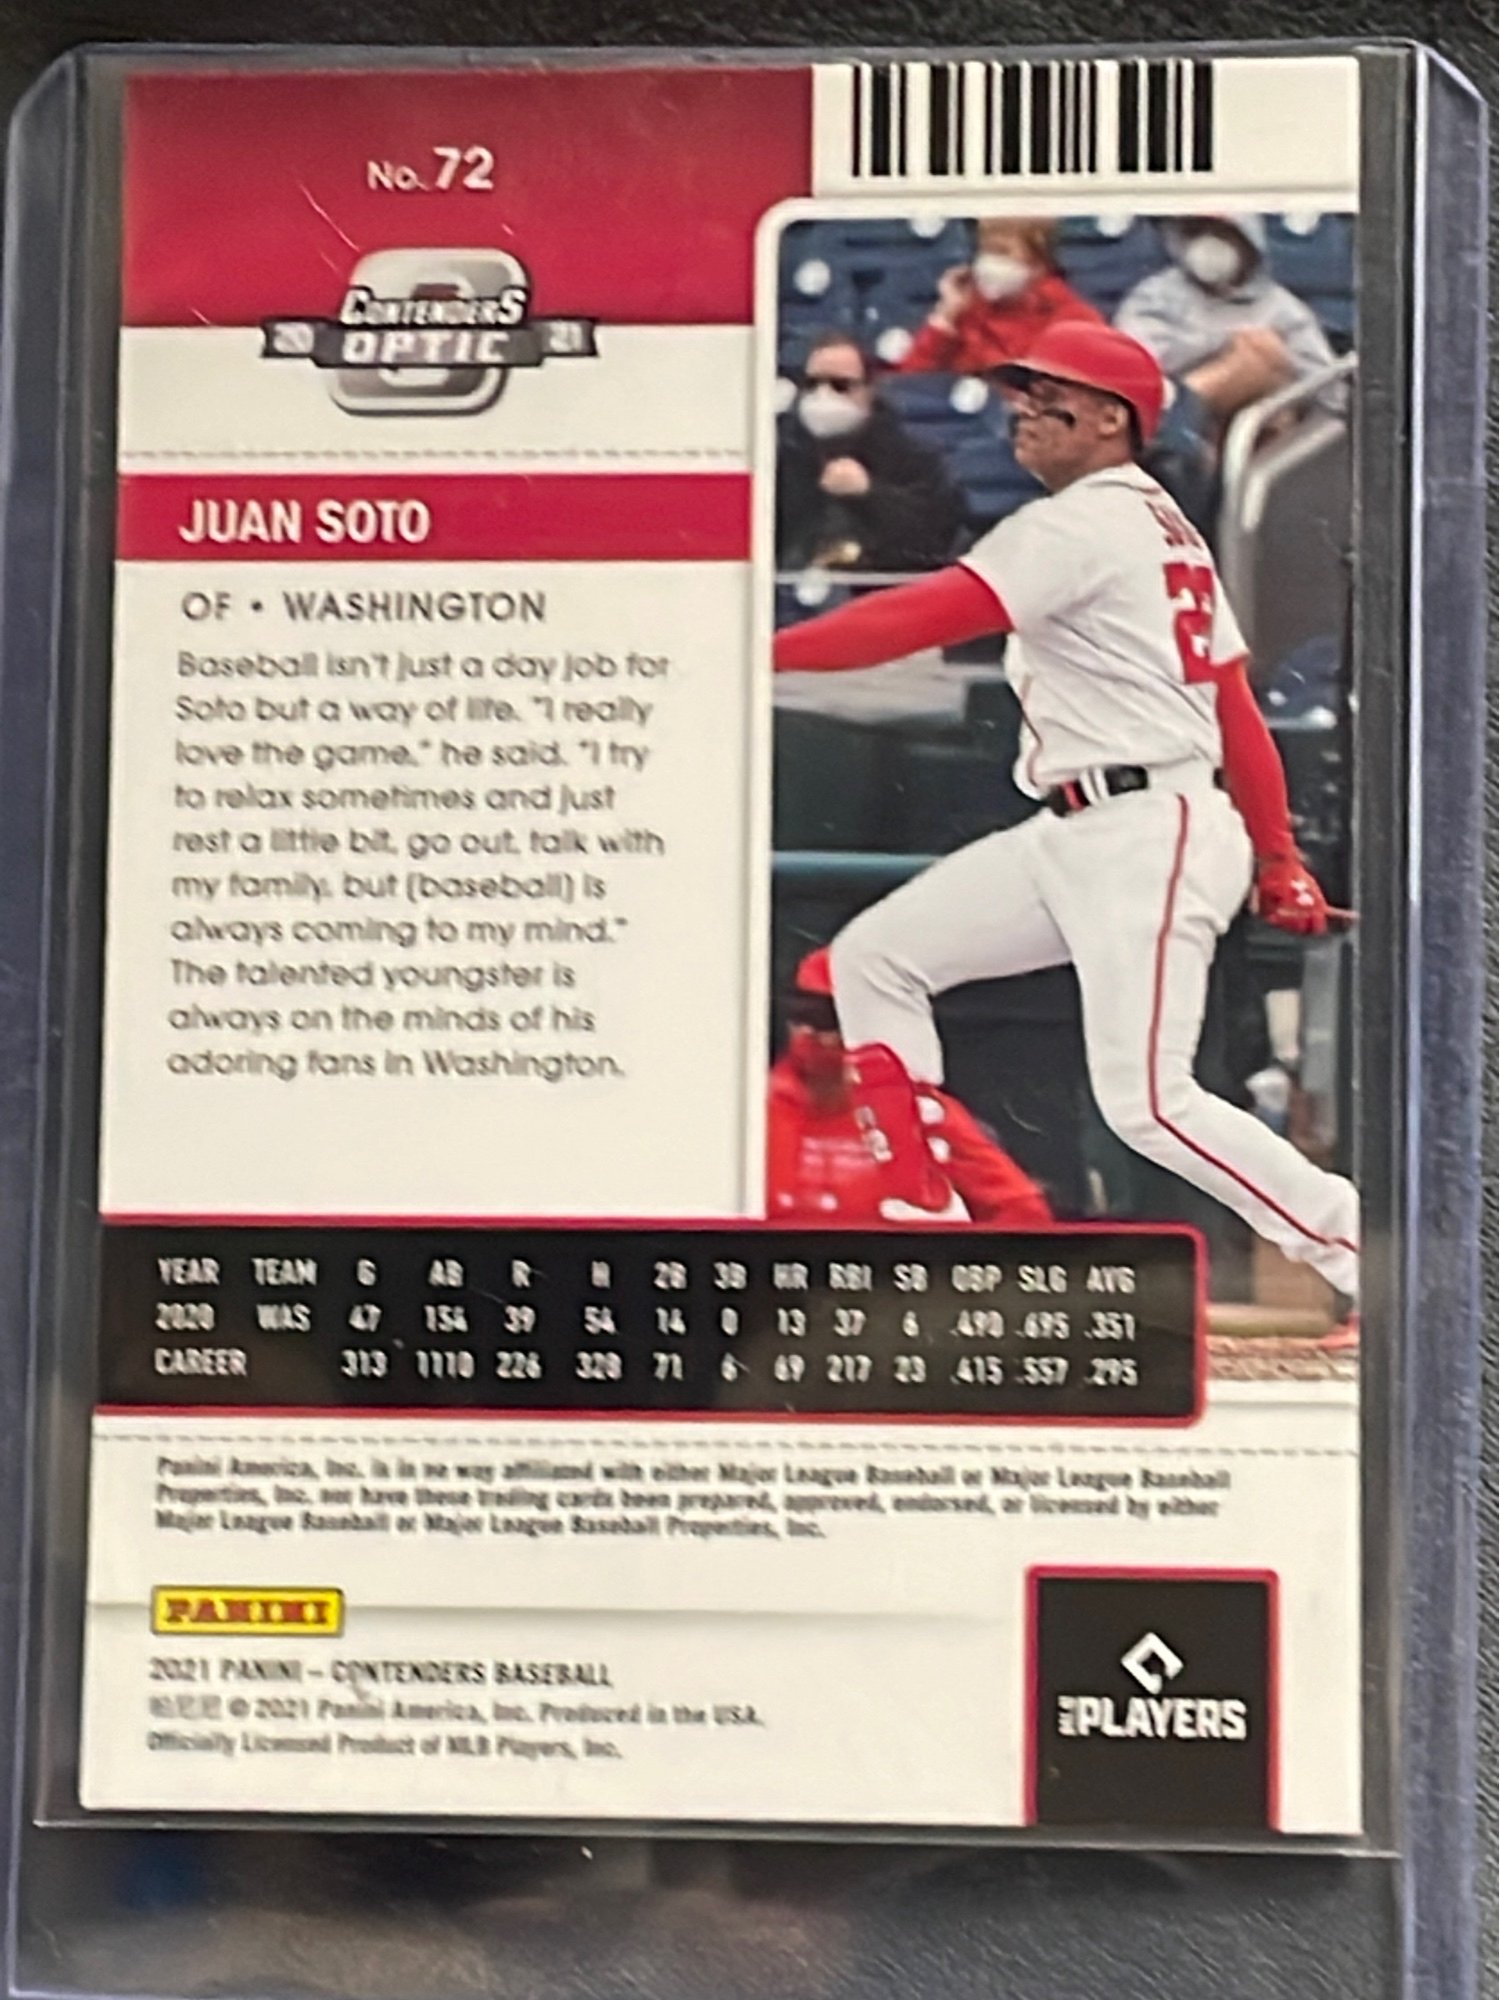 No. 72
CONTENDERS
20 OPTIC 21
JUAN SOTO
OF • WASHINGTON
Baseball isn't just a day job for
Soto but a way of life. "I really
love the game," he said. "I try
to relax sometimes and just
rest a little bit, go out, talk with
my family, but (baseball) is
always coming to my mind."
The talented youngster is
always on the minds of his
adoring fans in Washington.
YEAR TEAM G AB R H 2B 3B HR RBI SB OBP SLG AVG
2020 WAS 47 154 39 54 14 0 13 37 6 .490 .695 .351
CAREER 313 1110 226 328 71 6 69 217 23 .415 .557 .295
Panini America, Inc. is in no way affiliated with either Major League Baseball or Major League Baseball
Properties, Inc. nor have these trading cards been prepared, approved, endorsed, or licensed by either
Major League Baseball or Major League Baseball Properties, Inc.
PANINI
2021 PANINI – CONTENDERS BASEBALL
© 2021 Panini America, Inc. Produced in the USA.
Officially Licensed Product of MLB Players, Inc.
MLB PLAYERS